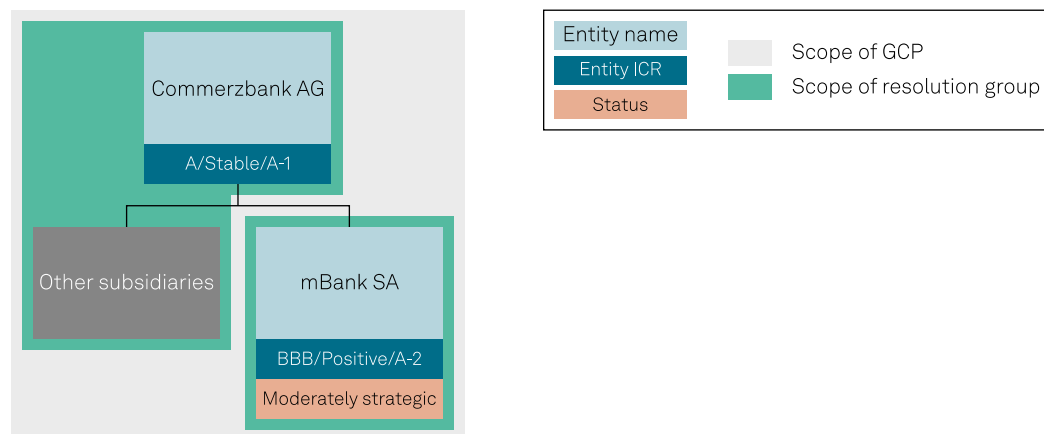 Commerzbank AG
A/Stable/A-1
Other subsidiaries
mBank SA
BBB/Positive/A-2
Moderately strategic
Entity name
Entity ICR
Status
Scope of GCP
Scope of resolution group